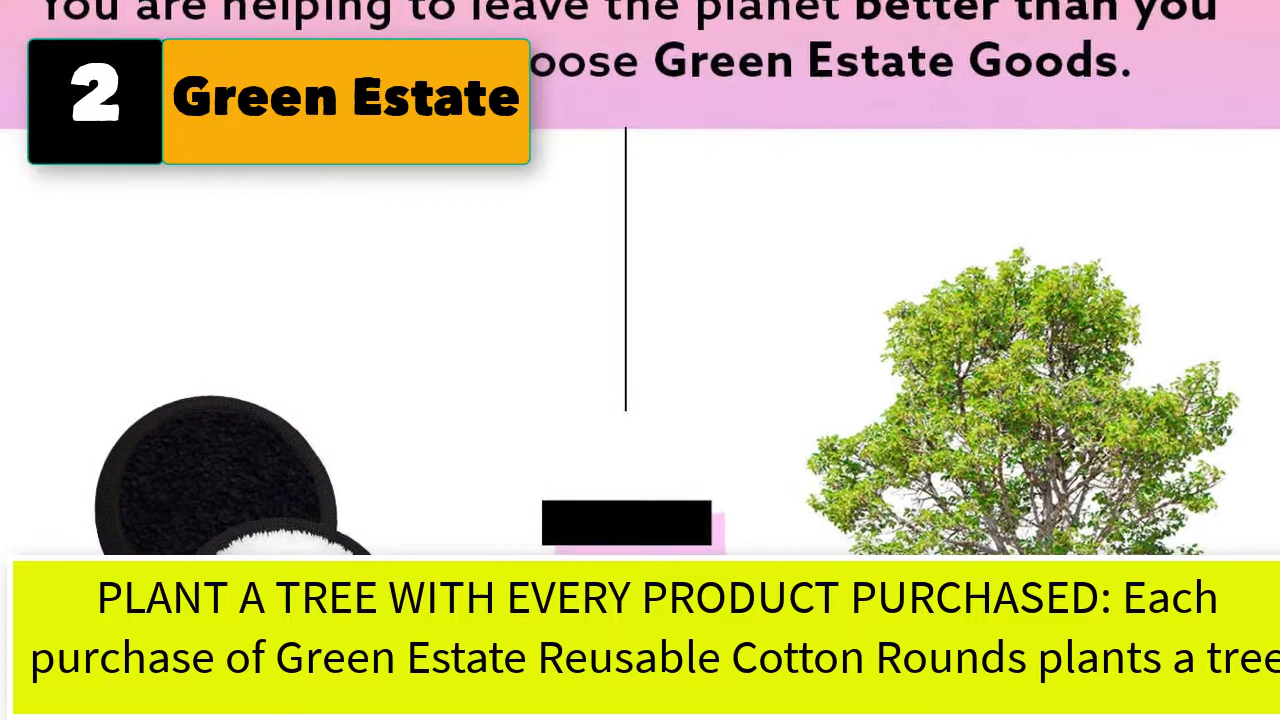 You are helping to leave the planet better than you
oose Green Estate Goods.
2
Green Estate
PLANT A TREE WITH EVERY PRODUCT PURCHASED: Each
purchase of Green Estate Reusable Cotton Rounds plants a tree